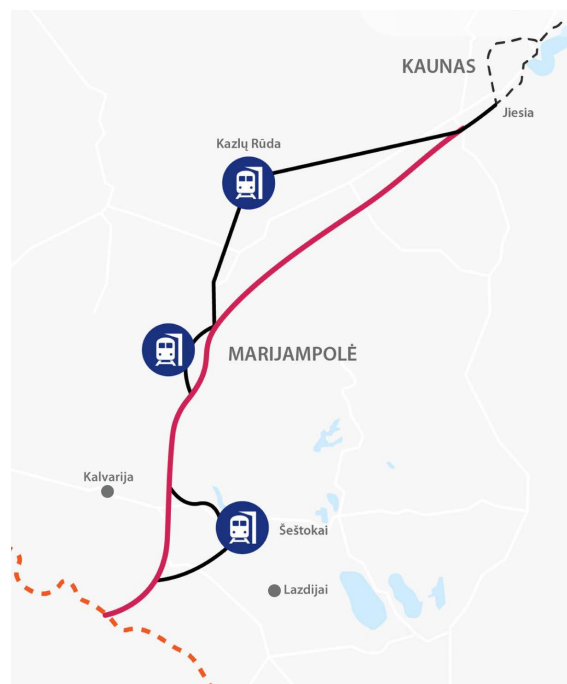 KAUNAS
Jiesia
Kazlų Rūda
MARIJAMPOLĖ
Kalvarija
Šeštokai
Lazdijai